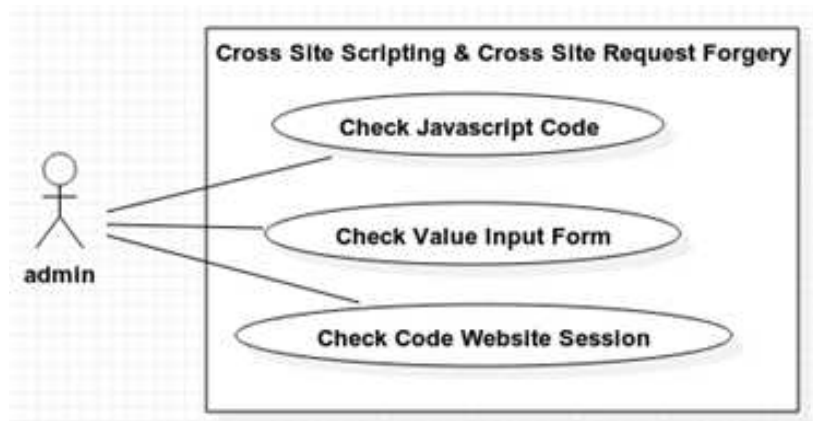 Cross Site Scripting & Cross Site Request Forgery
Check Javascript Code
Check Value Input Form
admin
Check Code Website Session